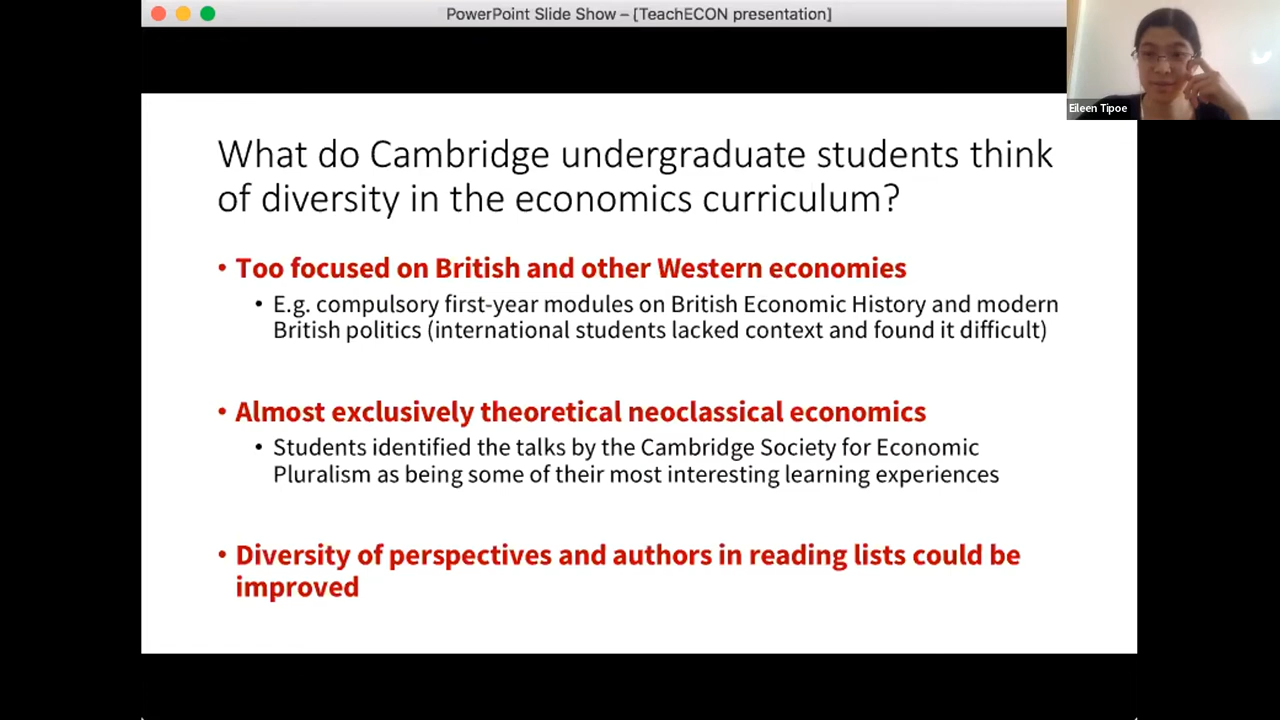 PowerPoint Slide Show – [TeachECON presentation]
Eileen Tipoe
What do Cambridge undergraduate students think
of diversity in the economics curriculum?
• Too focused on British and other Western economies
• E.g. compulsory first-year modules on British Economic History and modern
British politics (international students lacked context and found it difficult)
• Almost exclusively theoretical neoclassical economics
• Students identified the talks by the Cambridge Society for Economic
Pluralism as being some of their most interesting learning experiences
• Diversity of perspectives and authors in reading lists could be
improved